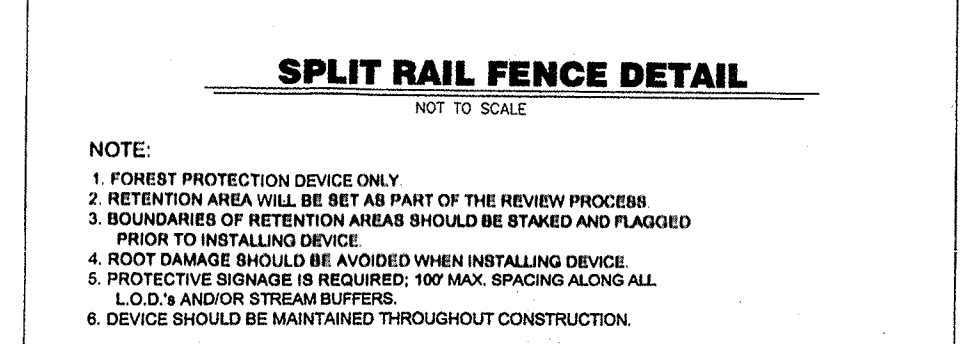 SPLIT RAIL FENCE DETAIL
NOT TO SCALE
NOTE:
1. FOREST PROTECTION DEVICE ONLY.
2. RETENTION AREA WILL BE SET AS PART OF THE REVIEW PROCESS.
3. BOUNDARIES OF RETENTION AREAS SHOULD BE STAKED AND FLAGGED
PRIOR TO INSTALLING DEVICE.
4. ROOT DAMAGE SHOULD BE AVOIDED WHEN INSTALLING DEVICE.
5. PROTECTIVE SIGNAGE IS REQUIRED; 100' MAX. SPACING ALONG ALL
L.O.D.'s AND/OR STREAM BUFFERS.
6. DEVICE SHOULD BE MAINTAINED THROUGHOUT CONSTRUCTION.